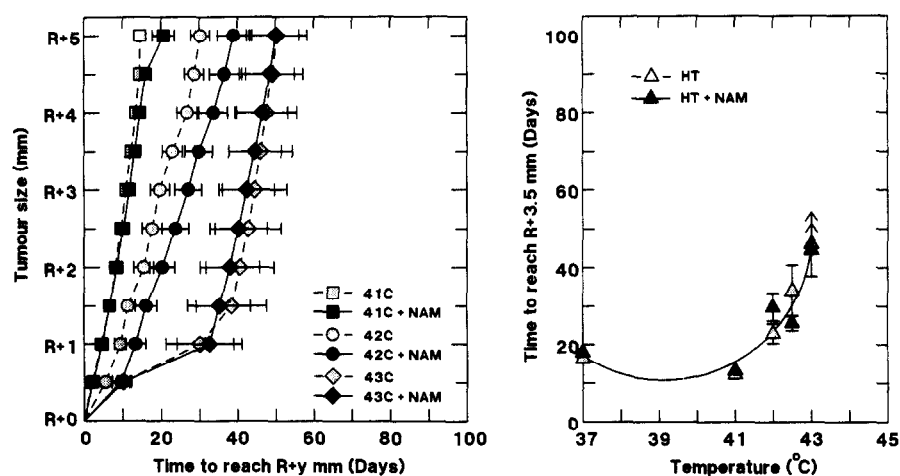 R+5
R+4
R+3
R+2
R+1
R+0
Tumour size (mm)
41C
41C + NAM
42C
42C + NAM
43C
43C + NAM
0 20 40 60 80 100
Time to reach R+y mm (Days)
100
80
60
40
20
0
Time to reach R+3.5 mm (Days)
HT
HT + NAM
37 39 41 43 45
Temperature (°C)